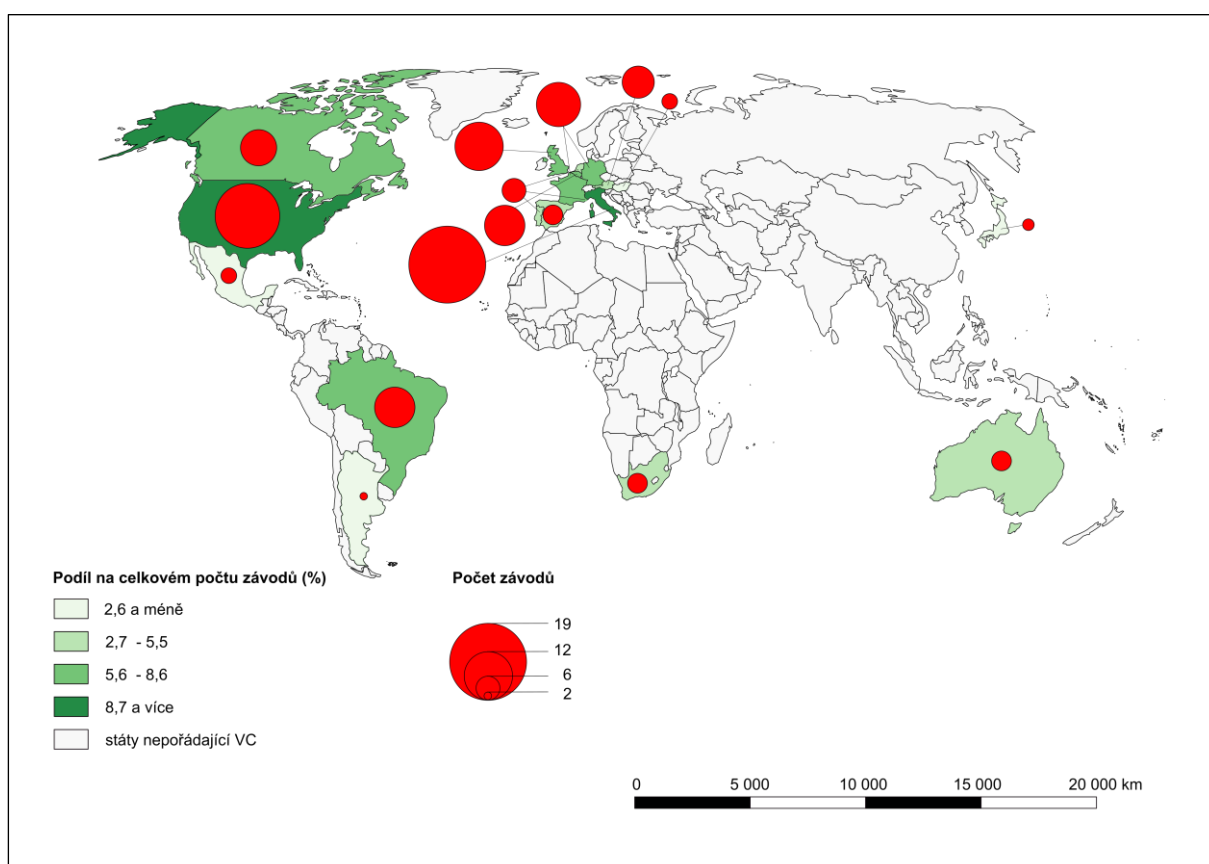 Podíl na celkovém počtu závodů (%)
2,6 a méně
2,7 - 5,5
5,6 - 8,6
8,7 a více
státy nepořádající VC
Počet závodů
19
12
6
2
0 5 000 10 000 15 000 20 000 km